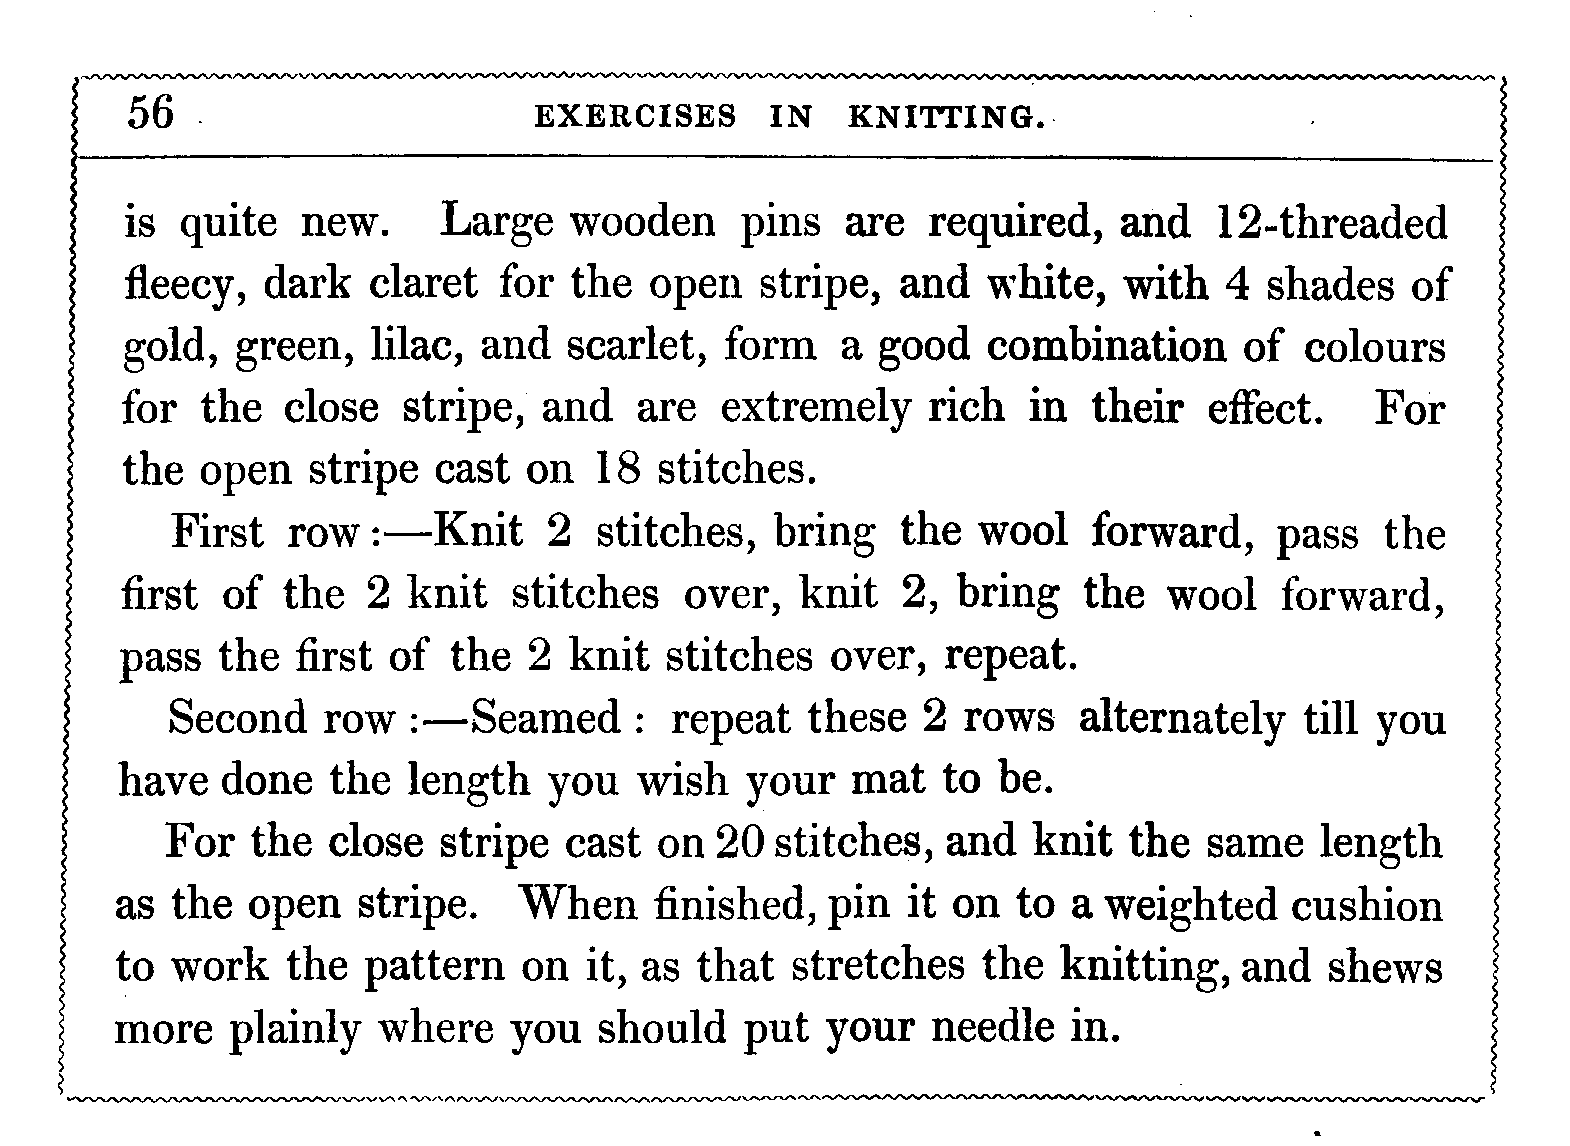 56 EXERCISES IN KNITTING.
is quite new. Large wooden pins are required, and 12-threaded
fleecy, dark claret for the open stripe, and white, with 4 shades of
gold, green, lilac, and scarlet, form a good combination of colours
for the close stripe, and are extremely rich in their effect. For
the open stripe cast on 18 stitches.
First row:—Knit 2 stitches, bring the wool forward, pass the
first of the 2 knit stitches over, knit 2, bring the wool forward,
pass the first of the 2 knit stitches over, repeat.
Second row:—Seamed: repeat these 2 rows alternately till you
have done the length you wish your mat to be.
For the close stripe cast on 20 stitches, and knit the same length
as the open stripe. When finished, pin it on to a weighted cushion
to work the pattern on it, as that stretches the knitting, and shews
more plainly where you should put your needle in.